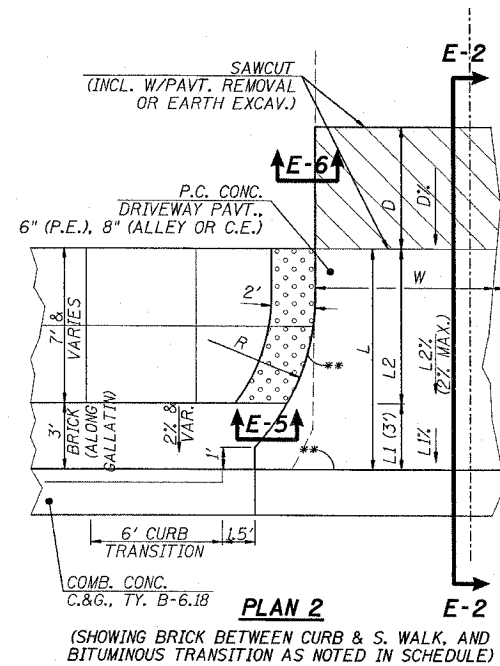 E-2
SAWCUT
(INCL. W/PAVT. REMOVAL
OR EARTH EXCAV.)
E-6
P.C. CONC.
DRIVEWAY PAVT.,
6" (P.E.), 8" (ALLEY OR C.E.)
D
D%
W
2'
7' &
VARIES
R
**
L
L2
L2%
(2% MAX.)
3'
BRICK
(ALONG
GALLATIN)
2% &
VAR.
E-5
1'
**
L1 (3')
L1%
6' CURB
TRANSITION
1.5'
COMB. CONC.
C.&G., TY. B-6.18
PLAN 2
E-2
(SHOWING BRICK BETWEEN CURB & S. WALK, AND
BITUMINOUS TRANSITION AS NOTED IN SCHEDULE)